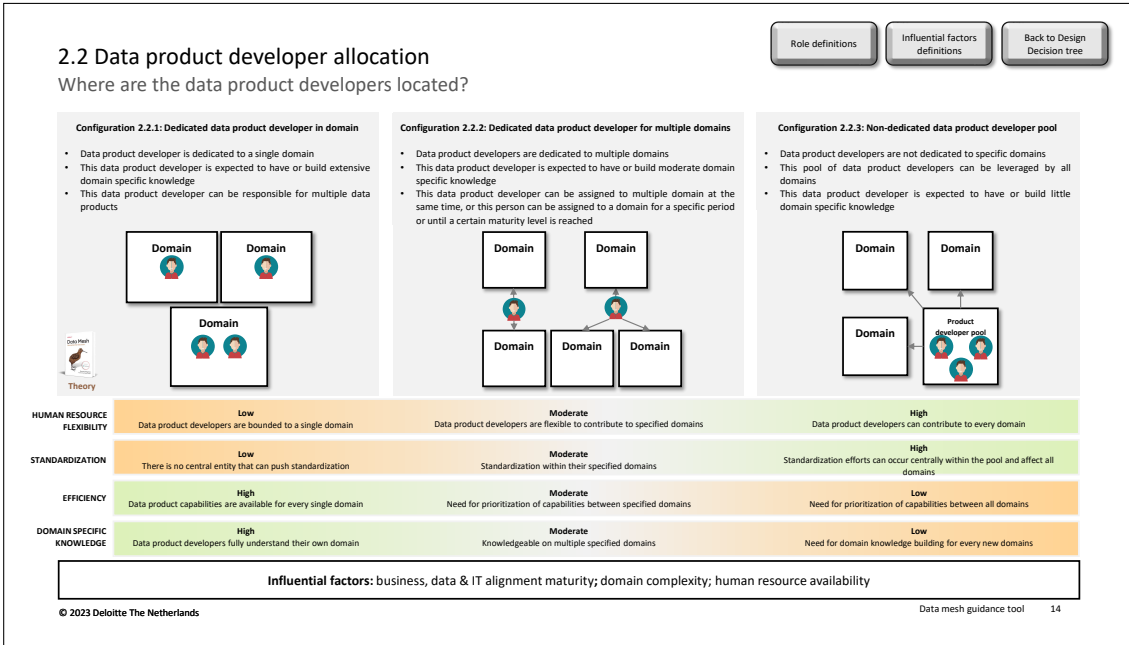 2.2 Data product developer allocation
Where are the data product developers located?
Role definitions
Influential factors
definitions
Back to Design
Decision tree
Configuration 2.2.1: Dedicated data product developer in domain
• Data product developer is dedicated to a single domain
• This data product developer is expected to have or build extensive
domain specific knowledge
• This data product developer can be responsible for multiple data
products
Domain
Domain
Domain
Data Mesh
Theory
Configuration 2.2.2: Dedicated data product developer for multiple domains
• Data product developers are dedicated to multiple domains
• This data product developer is expected to have or build moderate domain
specific knowledge
• This data product developer can be assigned to multiple domain at the
same time, or this person can be assigned to a domain for a specific period
or until a certain maturity level is reached
Domain
Domain
Domain
Domain
Domain
Configuration 2.2.3: Non-dedicated data product developer pool
• Data product developers are not dedicated to specific domains
• This pool of data product developers can be leveraged by all
domains
• This data product developer is expected to have or build little
domain specific knowledge
Domain
Domain
Domain
Product
developer pool
HUMAN RESOURCE
FLEXIBILITY
Low
Data product developers are bounded to a single domain
Moderate
Data product developers are flexible to contribute to specified domains
High
Data product developers can contribute to every domain
STANDARDIZATION
Low
There is no central entity that can push standardization
Moderate
Standardization within their specified domains
High
Standardization efforts can occur centrally within the pool and affect all
domains
EFFICIENCY
High
Data product capabilities are available for every single domain
Moderate
Need for prioritization of capabilities between specified domains
Low
Need for prioritization of capabilities between all domains
DOMAIN SPECIFIC
KNOWLEDGE
High
Data product developers fully understand their own domain
Moderate
Knowledgeable on multiple specified domains
Low
Need for domain knowledge building for every new domains
Influential factors: business, data & IT alignment maturity; domain complexity; human resource availability
© 2023 Deloitte The Netherlands
Data mesh guidance tool 14